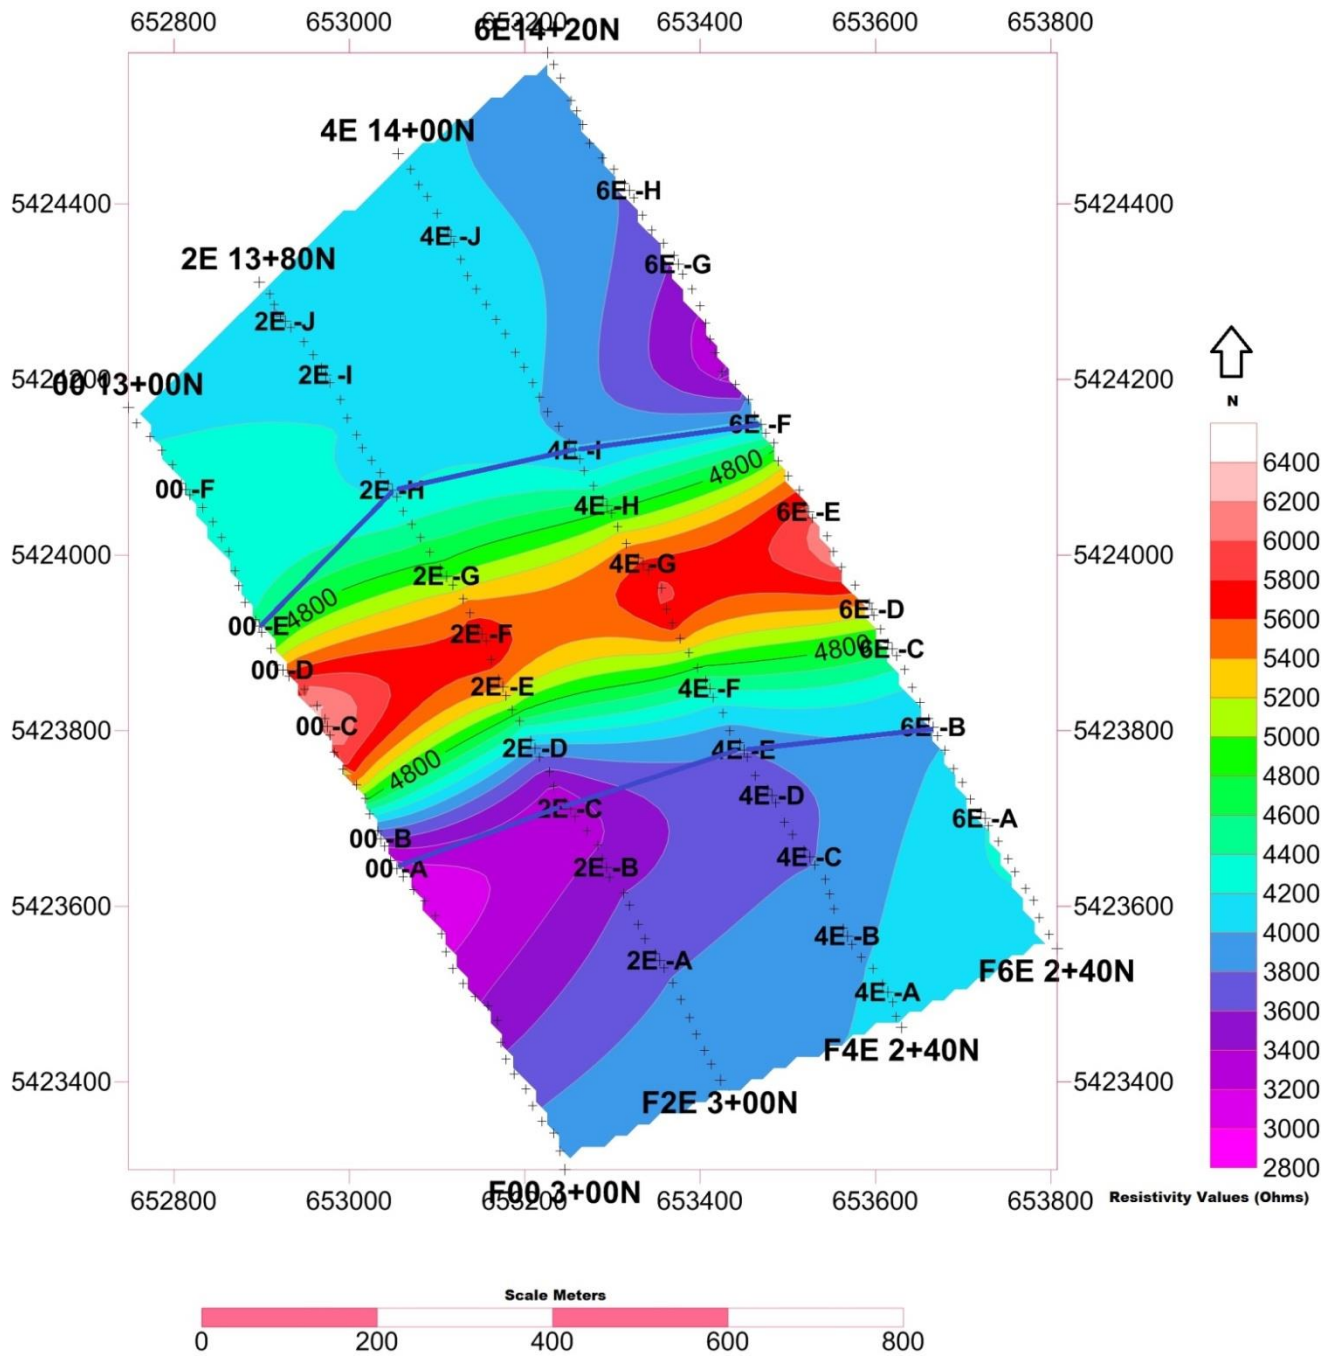 652800 653000 653200 653400 653600 653800
6E14+20N
4E 14+00N
5424400 6E -H 5424400
4E -J
2E 13+80N 6E -G
2E -J
2E -I
5424200 5424200
00 13+00N
N
6E -F
4E -I
4800
6400
00 -F 2E -H
6200
4E -H 6E -E
6000
5424000 5424000
4E -G
5800
2E -G
4800 6E -D
5600
00 -E 2E -F
4800 6E -C
5400
00 -D 2E -E 4E -F
5200
00 -C 6E -B
5423800 5423800
5000
2E -D 4E -E
4800
4800
4E -D
2E -C 6E -A
4600
00 -B
4E -C
4400
00 -A 2E -B
4200
5423600 5423600
4E -B
4000
2E -A F6E 2+40N
3800
4E -A
3600
F4E 2+40N
3400
5423400 5423400
F2E 3+00N
3200
3000
2800
F00 3+00N
652800 653000 653200 653400 653600 653800
Resistivity Values (Ohms)
Scale Meters
0 200 400 600 800